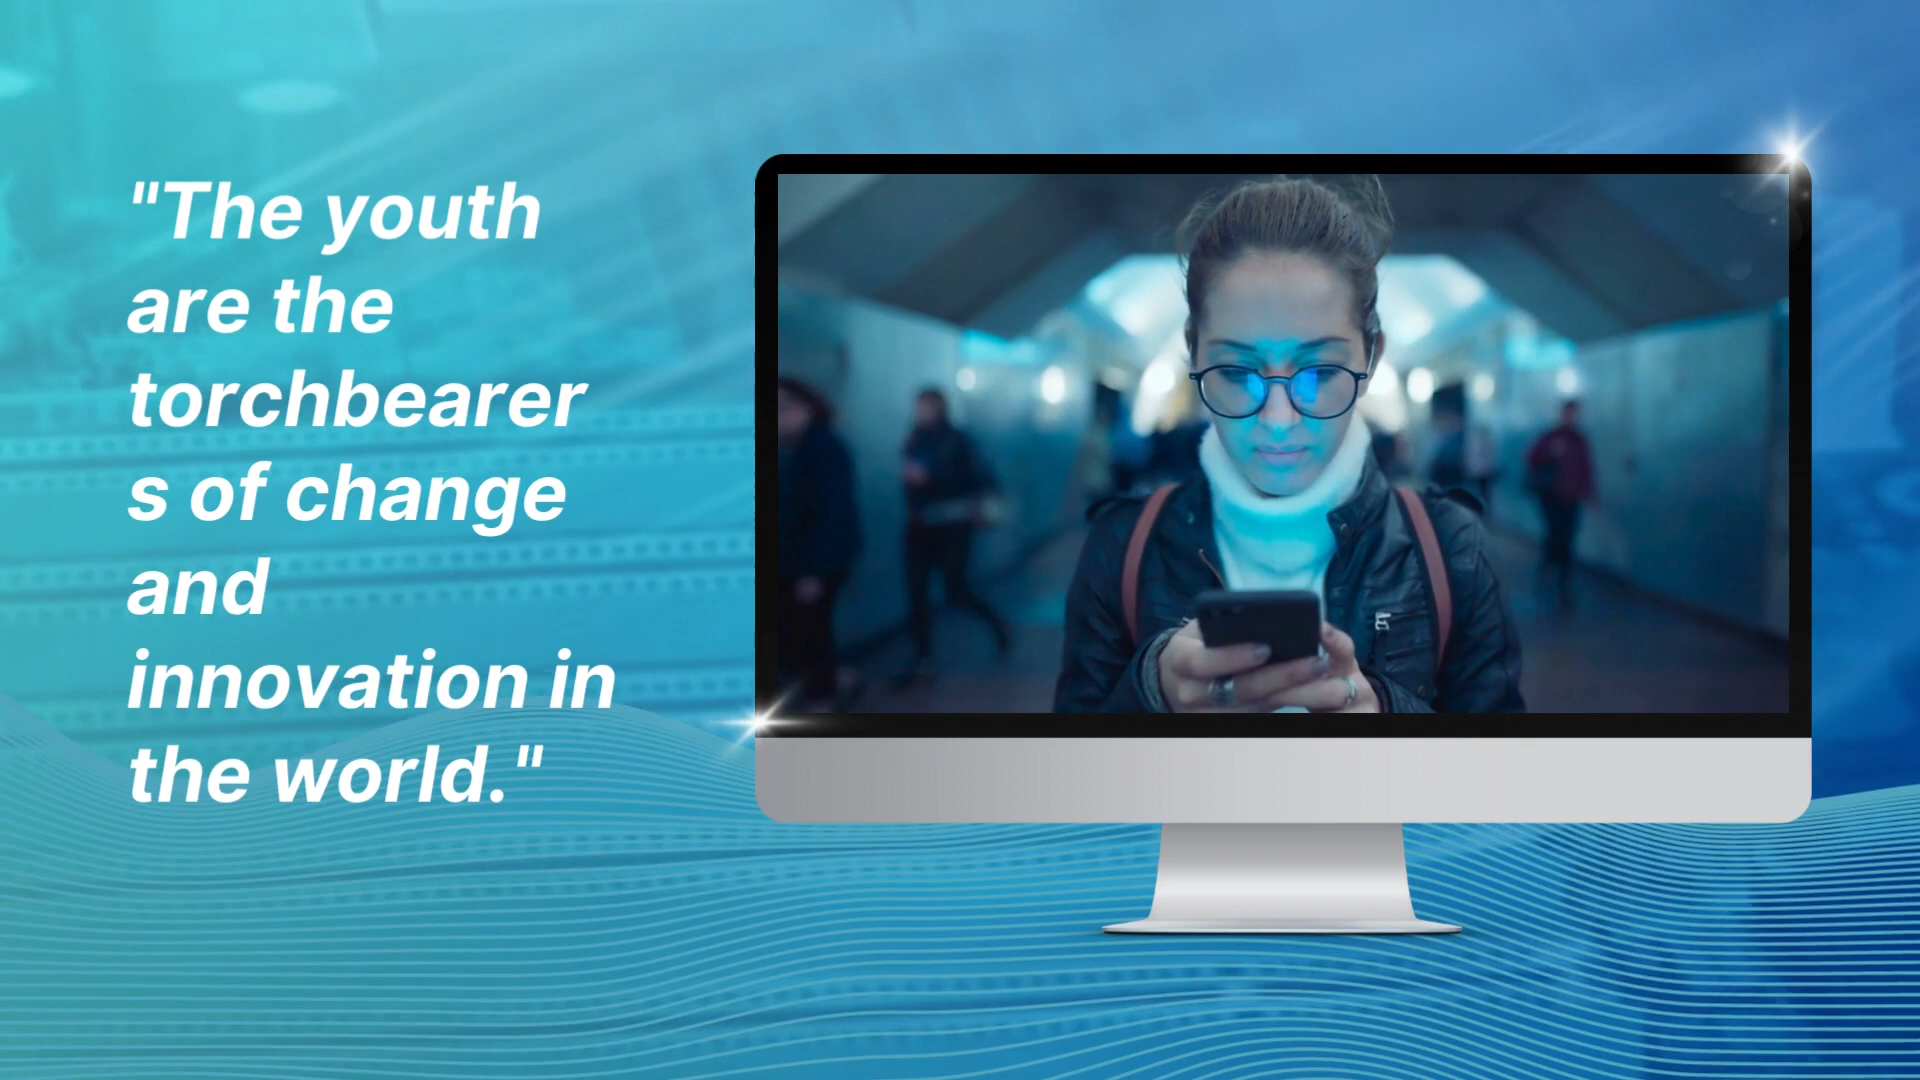 "The youth
are the
torchbearer
s of change
and
innovation in
the world."